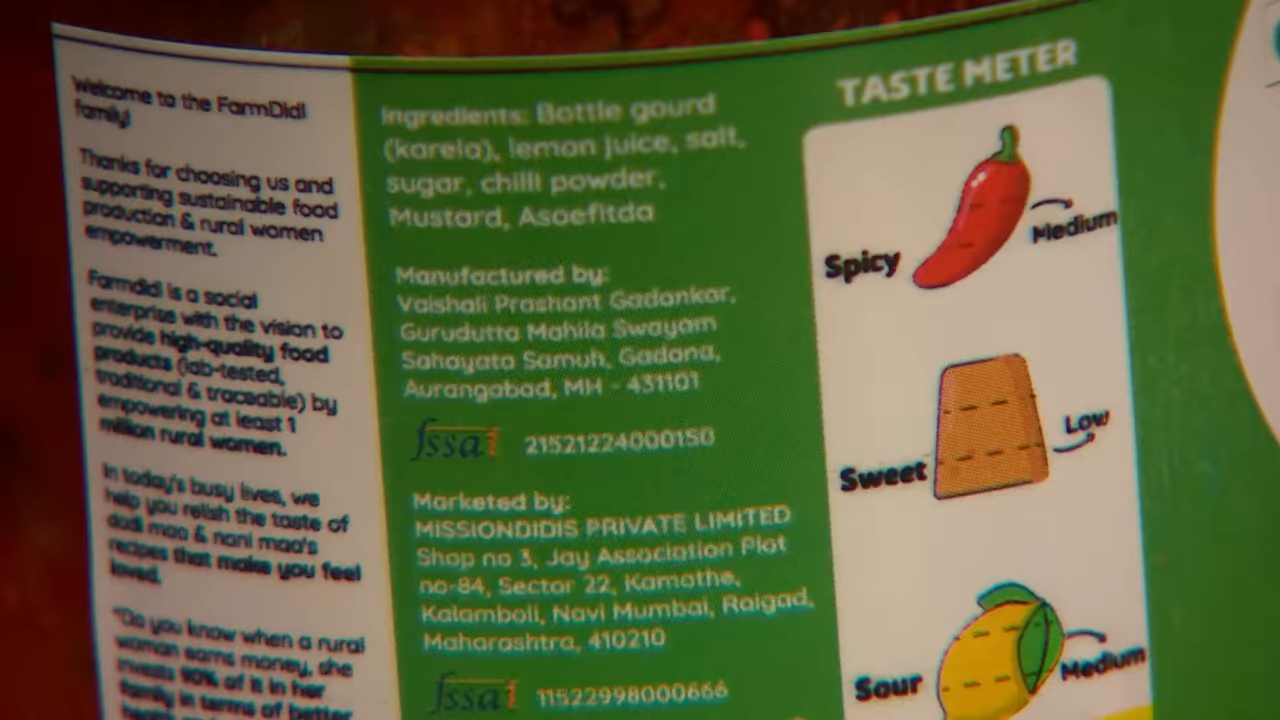 Welcome to the FarmDidi
family!
Thanks for choosing us and
supporting sustainable food
production & rural women
empowerment.
Farmdidi is a social
enterprise with the vision to
provide high-quality food
products (lab-tested,
traditional & traceable) by
empowering at least 1
million rural women.
In today's busy lives, we
help you relish the taste of
dadi maa & nani maa's
recipes that make you feel
loved.
"Do you know when a rural
woman earns money, she
invests 90% of it in her
family in terms of better
Ingredients: Bottle gourd
(karela), lemon juice, salt,
sugar, chilli powder,
Mustard, Asoefitda
Manufactured by:
Vaishali Prashant Gadankar,
Gurudutta Mahila Swayam
Sahayata Samuh, Gadana,
Aurangabad, MH - 431101
fssai 21521224000150
Marketed by:
MISSIONDIDIS PRIVATE LIMITED
Shop no 3, Jay Association Plot
no-84, Sector 22, Kamothe,
Kalamboli, Navi Mumbai, Raigad,
Maharashtra, 410210
fssai 11522998000666
TASTE METER
Spicy Medium
Sweet Low
Sour Medium